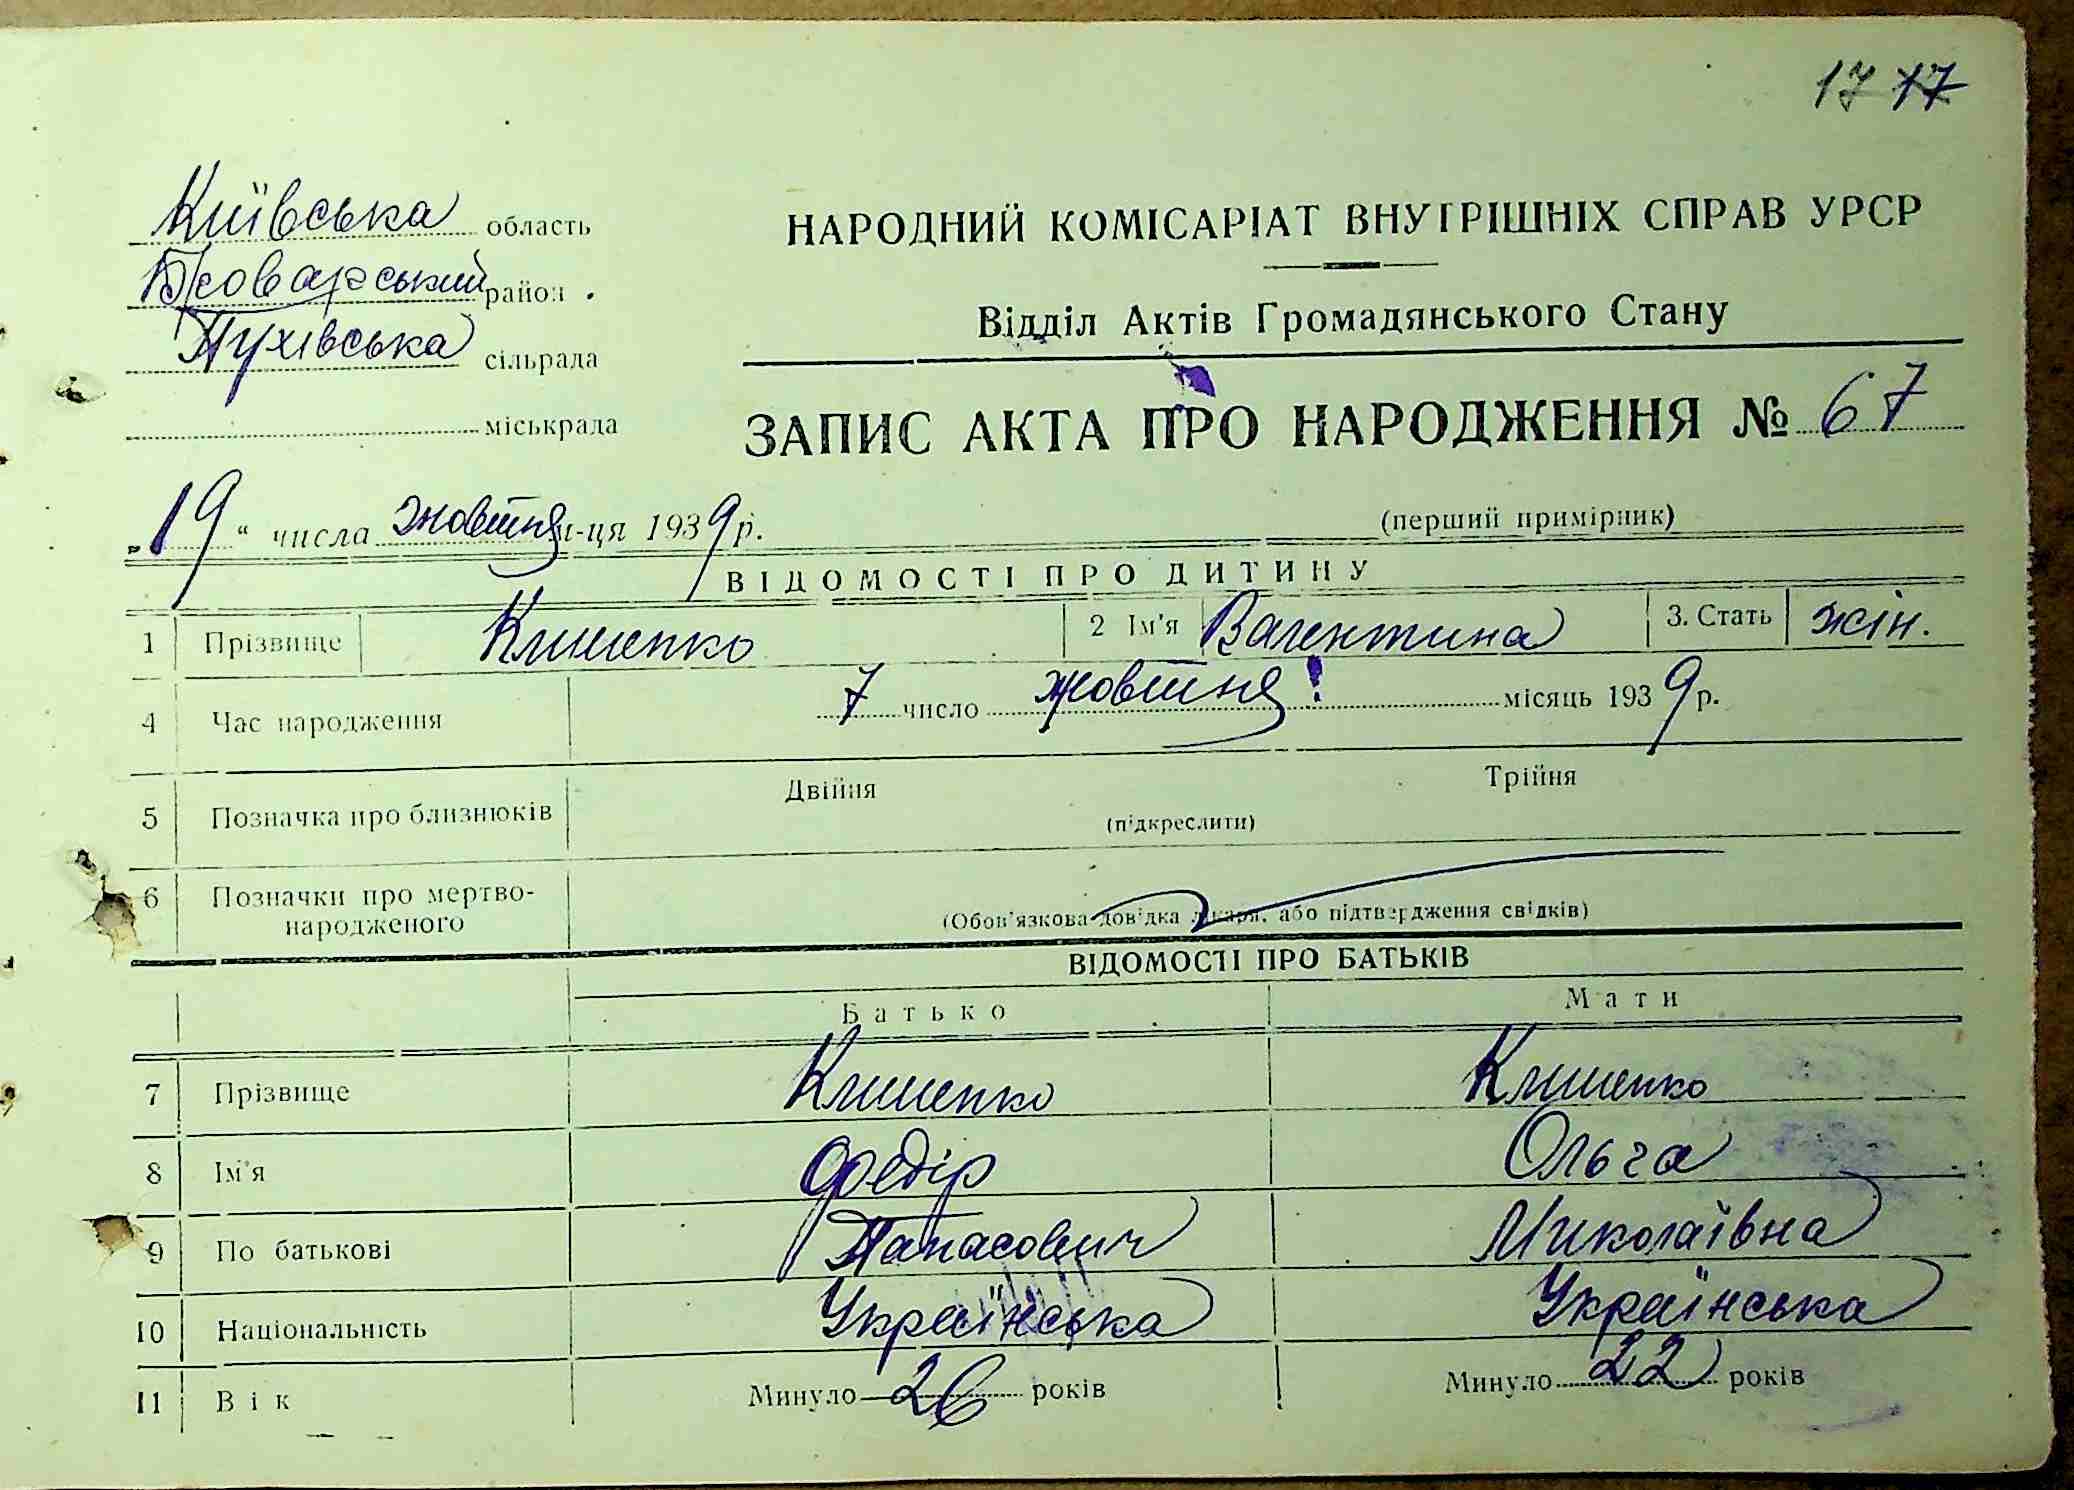 17 17
Київська область
Броварський район
Пухівська сільрада
міськрада
НАРОДНИЙ КОМІСАРІАТ ВНУТРІШНІХ СПРАВ УРСР
Відділ Актів Громадянського Стану
ЗАПИС АКТА ПРО НАРОДЖЕННЯ № 67
„19“ числа жовтня м-ця 1939 р.
(перший примірник)
ВІДОМОСТІ ПРО ДИТИНУ
1 Прізвище Клименко 2 Ім'я Валентина 3. Стать жін.
4 Час народження 7 число жовтня! місяць 1939 р.
5 Позначка про близнюків Двійня Трійня
(підкреслити)
6 Позначки про мертво-
народженого
(Обов'язкова довідка лікаря, або підтвердження свідків)
ВІДОМОСТІ ПРО БАТЬКІВ
Батько Мати
7 Прізвище Клименко Клименко
8 Ім'я Федір Ольга
9 По батькові Панасович Миколаївна
10 Національність Українська Українська
11 Вік Минуло 26 років Минуло 22 років